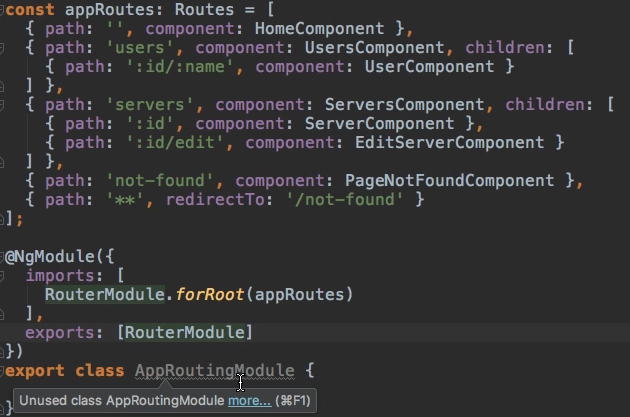 const appRoutes: Routes = [
  { path: '', component: HomeComponent },
  { path: 'users', component: UsersComponent, children: [
    { path: ':id/:name', component: UserComponent }
  ] },
  { path: 'servers', component: ServersComponent, children: [
    { path: ':id', component: ServerComponent },
    { path: ':id/edit', component: EditServerComponent }
  ] },
  { path: 'not-found', component: PageNotFoundComponent },
  { path: '**', redirectTo: '/not-found' }
];
@NgModule({
  imports: [
    RouterModule.forRoot(appRoutes)
  ],
  exports: [RouterModule]
})
export class AppRoutingModule {
Unused class AppRoutingModule more... (⌘F1)
}